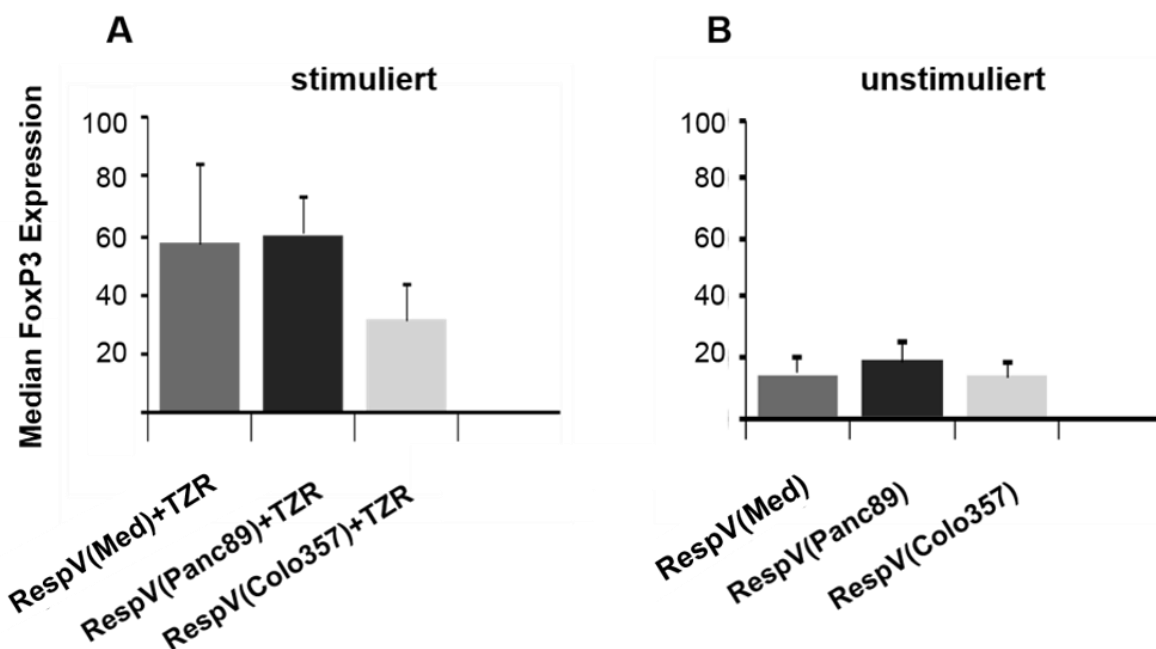 A
stimuliert
Median FoxP3 Expression
100
80
60
40
20
RespV(Med)+TZR
RespV(Panc89)+TZR
RespV(Colo357)+TZR
B
unstimuliert
100
80
60
40
20
RespV(Med)
RespV(Panc89)
RespV(Colo357)